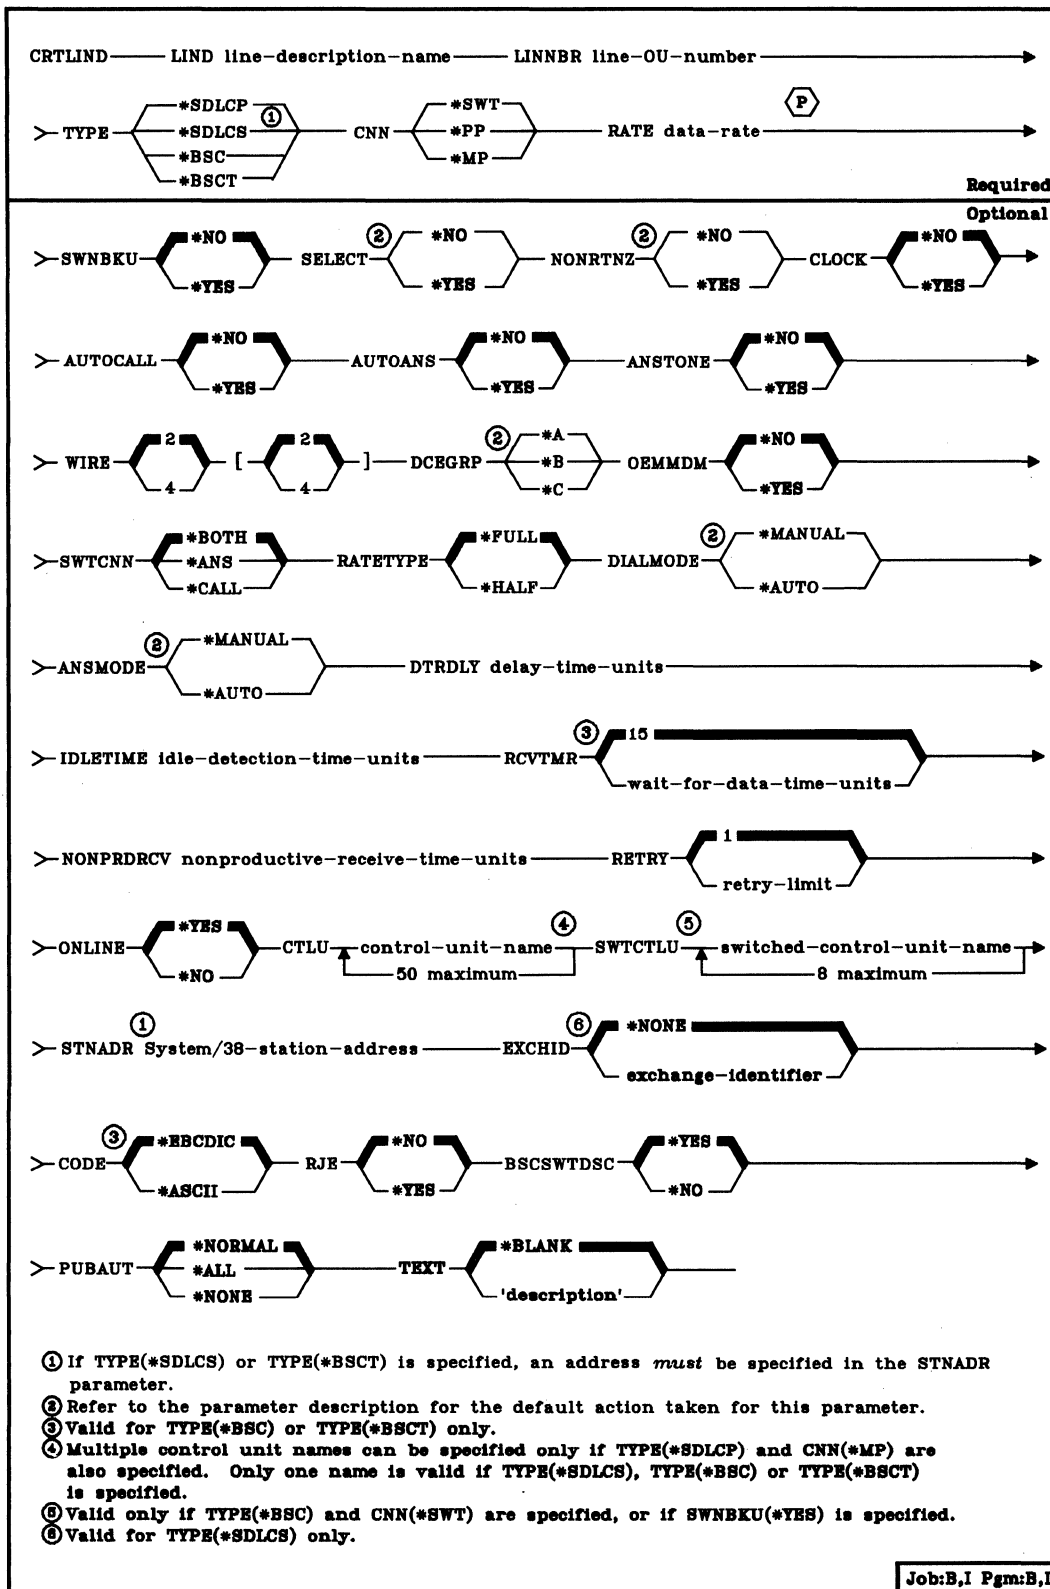 CRTLIND LIND line-description-name LINNBR line-OU-number
P
*SDLCP *SWT
TYPE *SDLCS ① CNN *PP RATE data-rate
*BSC *MP
*BSCT
Required
Optional
② ②
*NO *NO *NO *NO
SWNBKU SELECT NONRTNZ CLOCK
*YES *YES *YES *YES
*NO *NO *NO
AUTOCALL AUTOANS ANSTONE
*YES *YES *YES
②
2 2 *A *NO
WIRE [ ] DCEGRP *B OEMMDM
4 4 *C *YES
②
*BOTH *FULL *MANUAL
SWTCNN *ANS RATETYPE DIALMODE
*CALL *HALF *AUTO
②
*MANUAL
ANSMODE DTRDLY delay-time-units
*AUTO
③
15
IDLETIME idle-detection-time-units RCVTMR
wait-for-data-time-units
1
NONPRDRCV nonproductive-receive-time-units RETRY
retry-limit
④ ⑤
*YES
ONLINE CTLU control-unit-name SWTCTLU switched-control-unit-name
*NO 50 maximum 8 maximum
① ⑥
*NONE
STNADR System/38-station-address EXCHID
exchange-identifier
③
*EBCDIC *NO *YES
CODE RJE BSCSWTDSC
*ASCII *YES *NO
*NORMAL *BLANK
PUBAUT *ALL TEXT
*NONE 'description'
① If TYPE(*SDLCS) or TYPE(*BSCT) is specified, an address must be specified in the STNADR
parameter.
② Refer to the parameter description for the default action taken for this parameter.
③ Valid for TYPE(*BSC) or TYPE(*BSCT) only.
④ Multiple control unit names can be specified only if TYPE(*SDLCP) and CNN(*MP) are
also specified. Only one name is valid if TYPE(*SDLCS), TYPE(*BSC) or TYPE(*BSCT)
is specified.
⑤ Valid only if TYPE(*BSC) and CNN(*SWT) are specified, or if SWNBKU(*YES) is specified.
⑥ Valid for TYPE(*SDLCS) only.
Job:B,I Pgm:B,I